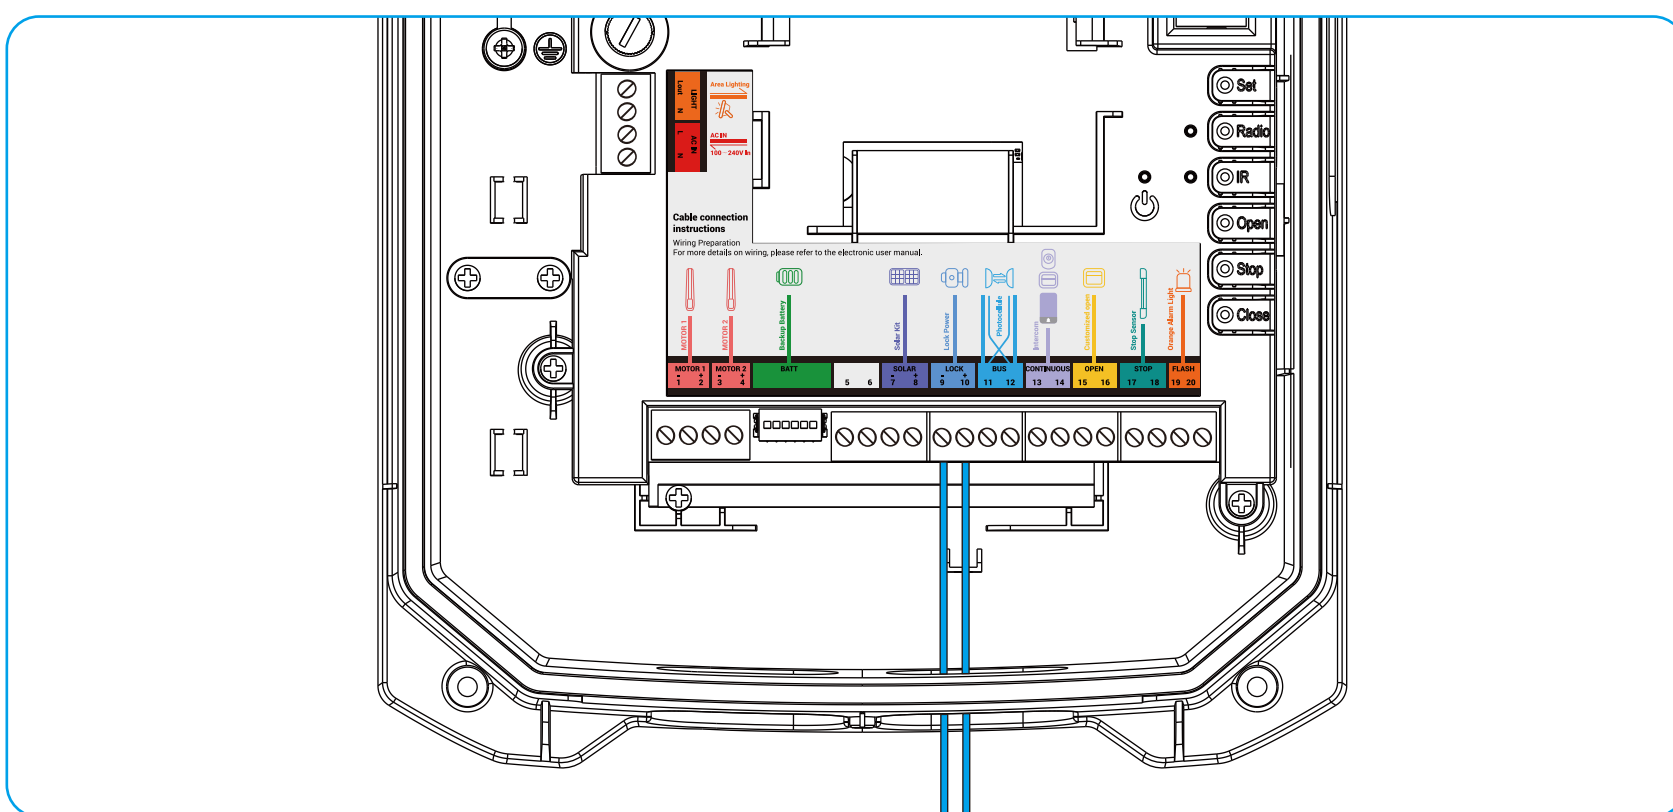 Set
Radio
IR
Open
Stop
Close
LIGHT
Lout N
Area Lighting
AC IN
L N
AC IN
100~240V In
Cable connection
instructions
Wiring Preparation
For more details on wiring, please refer to the electronic user manual.
MOTOR 1
MOTOR 2
Backup Battery
Solar Kit
Lock Power
Photocellule
Intercom
Customized open
Stop Sensor
Orange Alarm Light
MOTOR 1 MOTOR 2 BATT SOLAR LOCK BUS CONTINUOUS OPEN STOP FLASH
- + - + - + - +
1 2 3 4 5 6 7 8 9 10 11 12 13 14 15 16 17 18 19 20